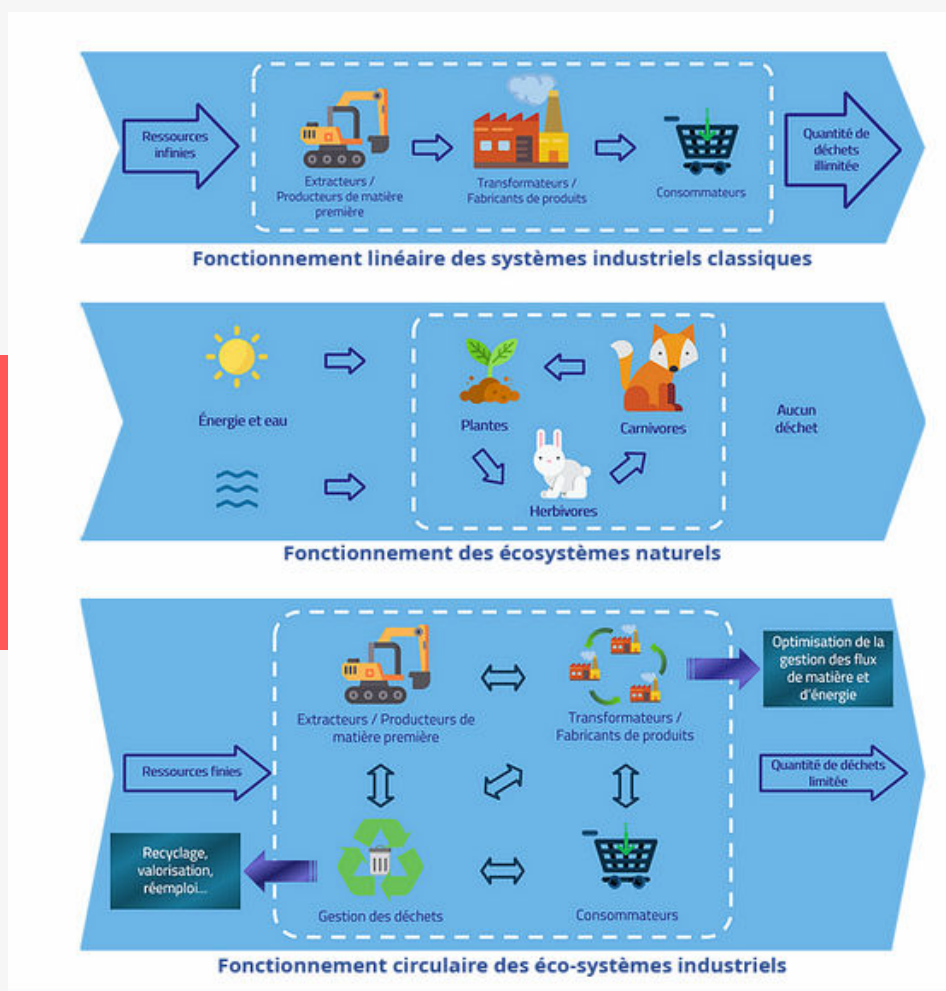 Ressources
infinies
Extracteurs /
Producteurs de matière
première
Transformateurs /
Fabricants de produits
Consommateurs
Quantité de
déchets
illimitée
Fonctionnement linéaire des systèmes industriels classiques
Énergie et eau
Plantes
Carnivores
Herbivores
Aucun
déchet
Fonctionnement des écosystèmes naturels
Extracteurs / Producteurs de
matière première
Transformateurs /
Fabricants de produits
Optimisation de la
gestion des flux
de matière et
d'énergie
Ressources finies
Quantité de déchets
limitée
Recyclage,
valorisation,
réemploi...
Gestion des déchets
Consommateurs
Fonctionnement circulaire des éco-systèmes industriels